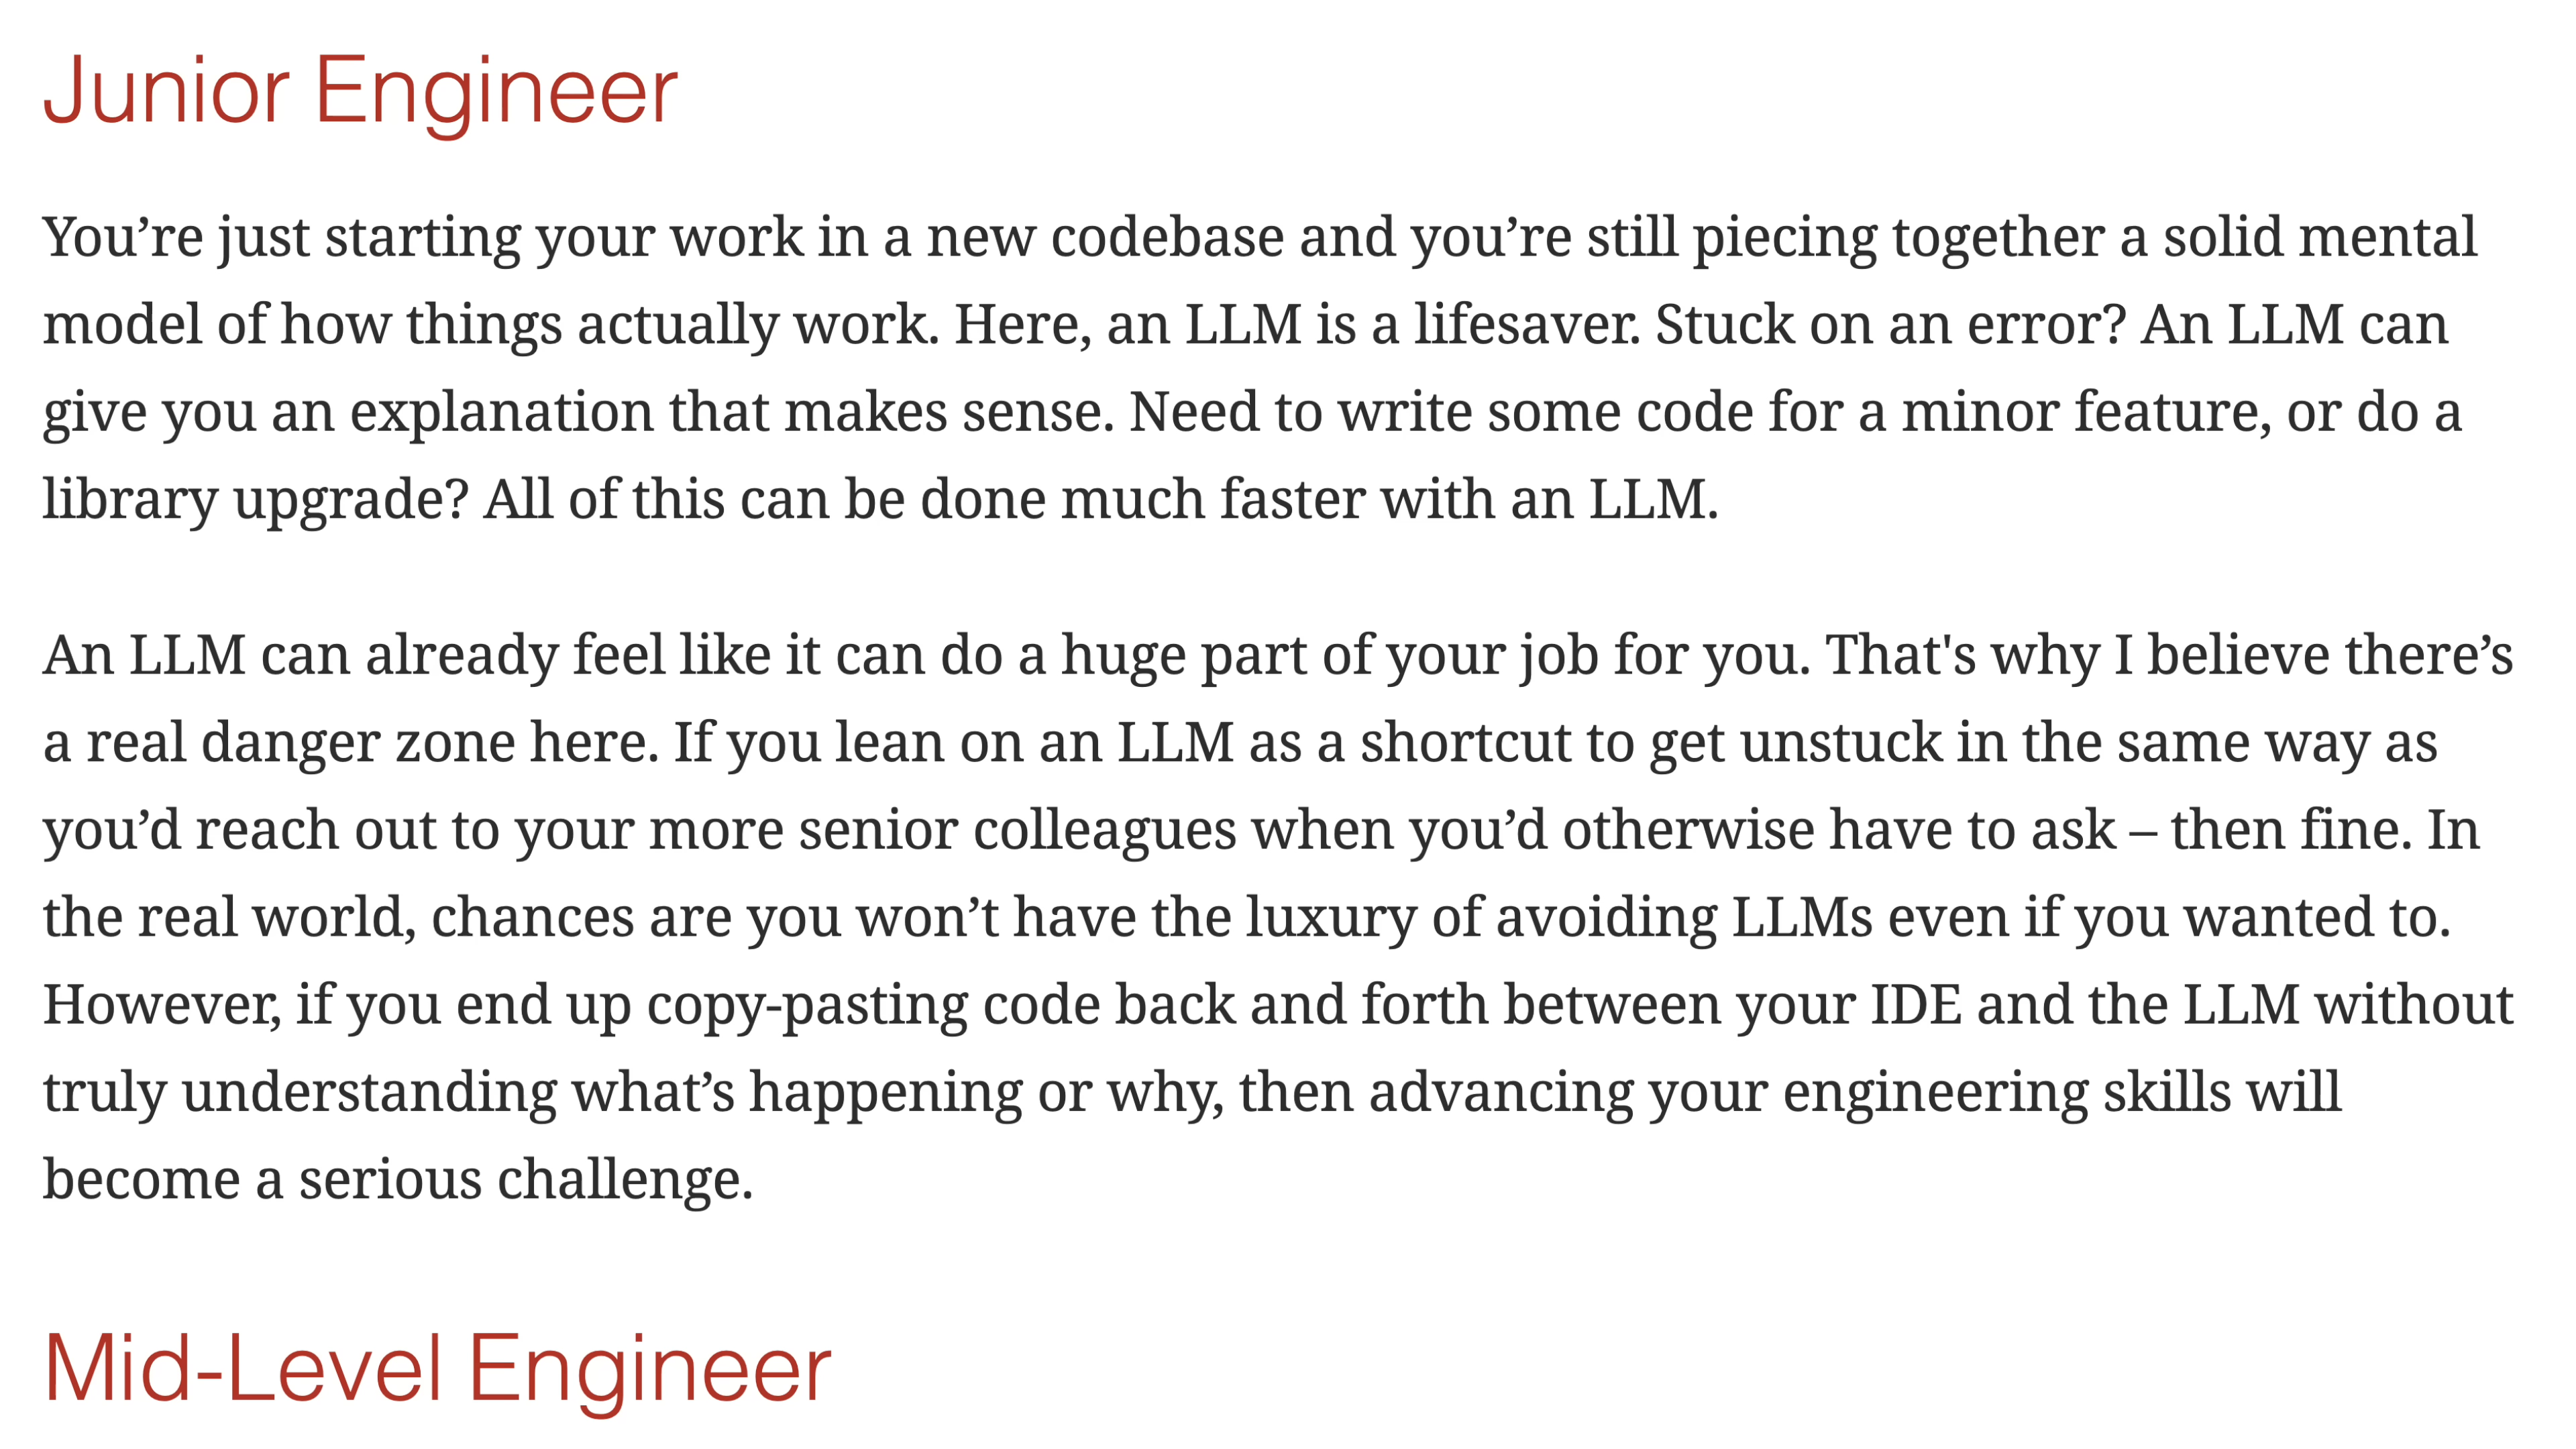 Junior Engineer
You’re just starting your work in a new codebase and you’re still piecing together a solid mental
model of how things actually work. Here, an LLM is a lifesaver. Stuck on an error? An LLM can
give you an explanation that makes sense. Need to write some code for a minor feature, or do a
library upgrade? All of this can be done much faster with an LLM.
An LLM can already feel like it can do a huge part of your job for you. That's why I believe there’s
a real danger zone here. If you lean on an LLM as a shortcut to get unstuck in the same way as
you’d reach out to your more senior colleagues when you’d otherwise have to ask – then fine. In
the real world, chances are you won’t have the luxury of avoiding LLMs even if you wanted to.
However, if you end up copy-pasting code back and forth between your IDE and the LLM without
truly understanding what’s happening or why, then advancing your engineering skills will
become a serious challenge.
Mid-Level Engineer